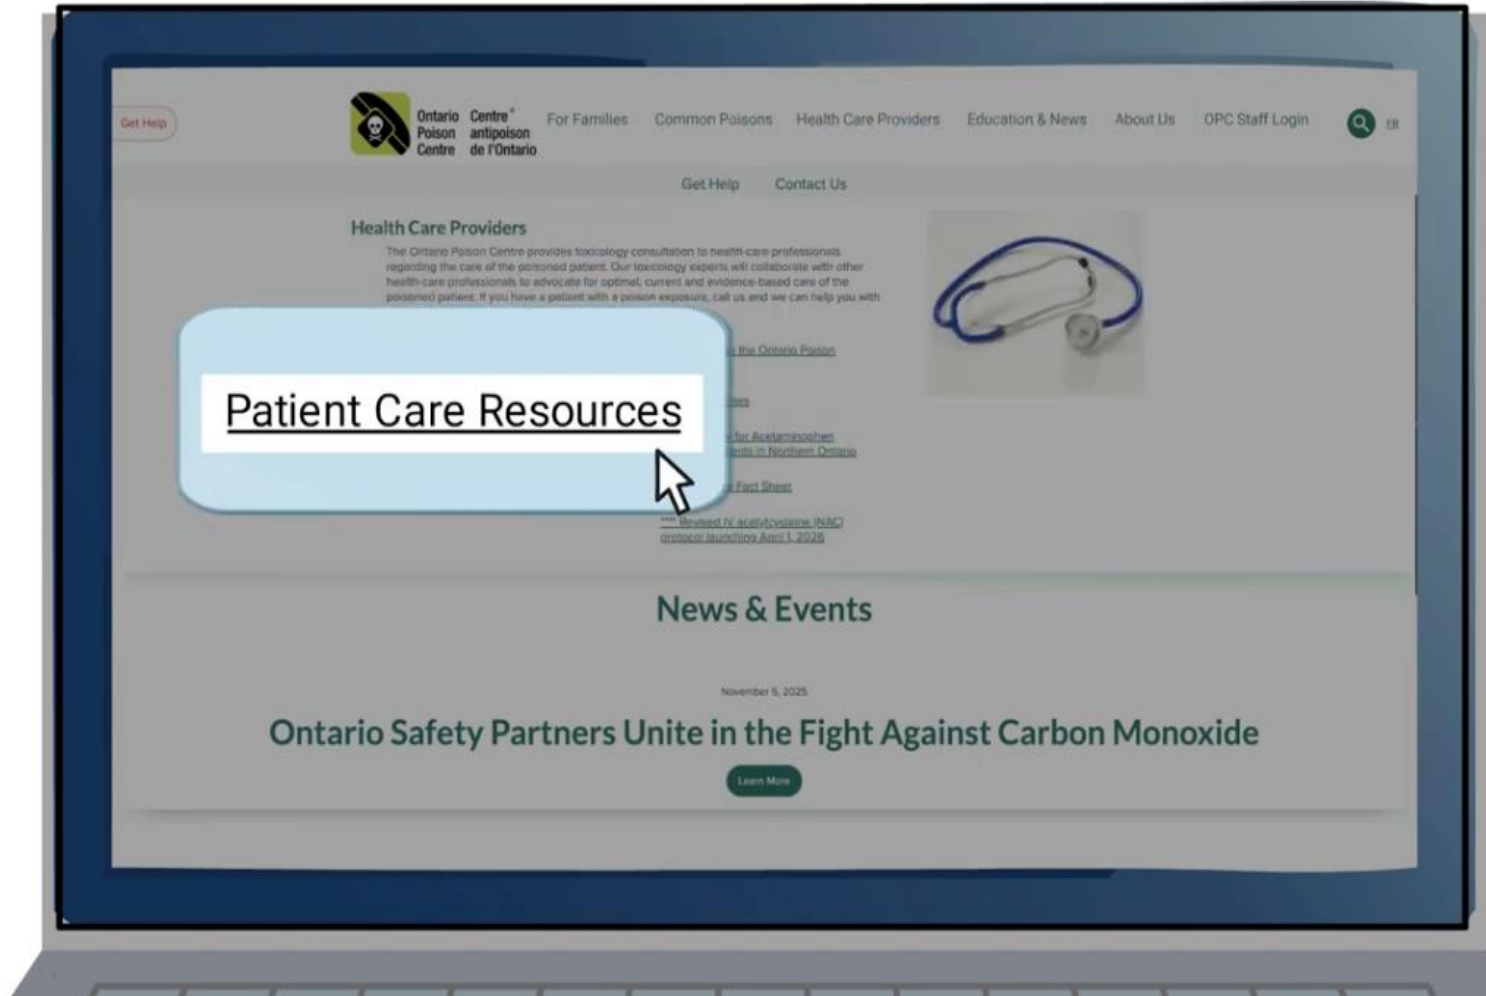 Get Help
Ontario Centre
Poison antipoison
Centre de l'Ontario
For Families Common Poisons Health Care Providers Education & News About Us OPC Staff Login
FR
Get Help Contact Us
Health Care Providers
The Ontario Poison Centre provides toxicology consultation to health-care professionals
regarding the care of the poisoned patient. Our toxicology experts will collaborate with other
health-care professionals to advocate for optimal, current and evidence-based care of the
poisoned patient. If you have a patient with a poison exposure, call us and we can help you with
the Ontario Poison
Patient Care Resources
for Acetaminophen
in Northern Ontario
Fact Sheet
*** Revised IV acetylcysteine (NAC)
protocol launching April 1, 2026
News & Events
November 5, 2025
Ontario Safety Partners Unite in the Fight Against Carbon Monoxide
Learn More